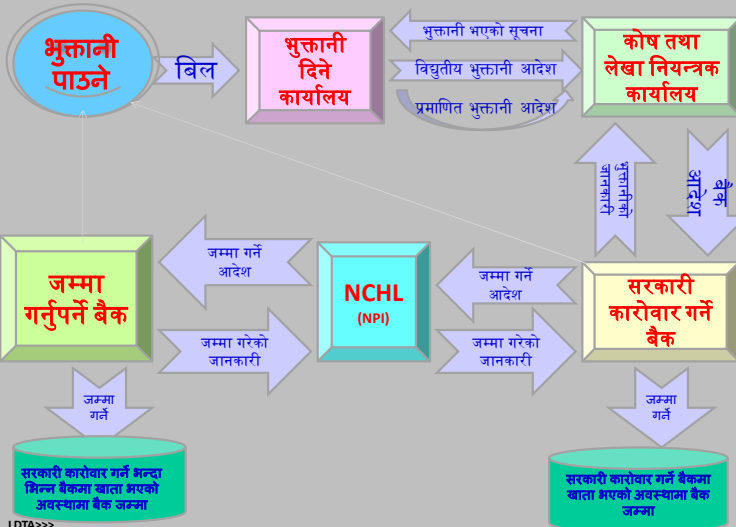 भुक्तानी
पाउने
बिल
भुक्तानी
दिने
कार्यालय
भुक्तानी भएको सूचना
विद्युतीय भुक्तानी आदेश
प्रमाणित भुक्तानी आदेश
कोष तथा
लेखा नियन्त्रक
कार्यालय
भुक्तानीको
जानकारी
बैंक
आदेश
जम्मा
गर्नुपर्ने बैक
जम्मा गर्ने
आदेश
NCHL
(NPI)
जम्मा गर्ने
आदेश
सरकारी
कारोवार गर्ने
बैक
जम्मा गरेको
जानकारी
जम्मा गरेको
जानकारी
जम्मा
गर्ने
जम्मा
गर्ने
सरकारी कारोवार गर्ने भन्दा
भिन्न बैकमा खाता भएको
अवस्थामा बैक जम्मा
सरकारी कारोवार गर्ने बैकमा
खाता भएको अवस्थामा बैक
जम्मा
LDTA>>>